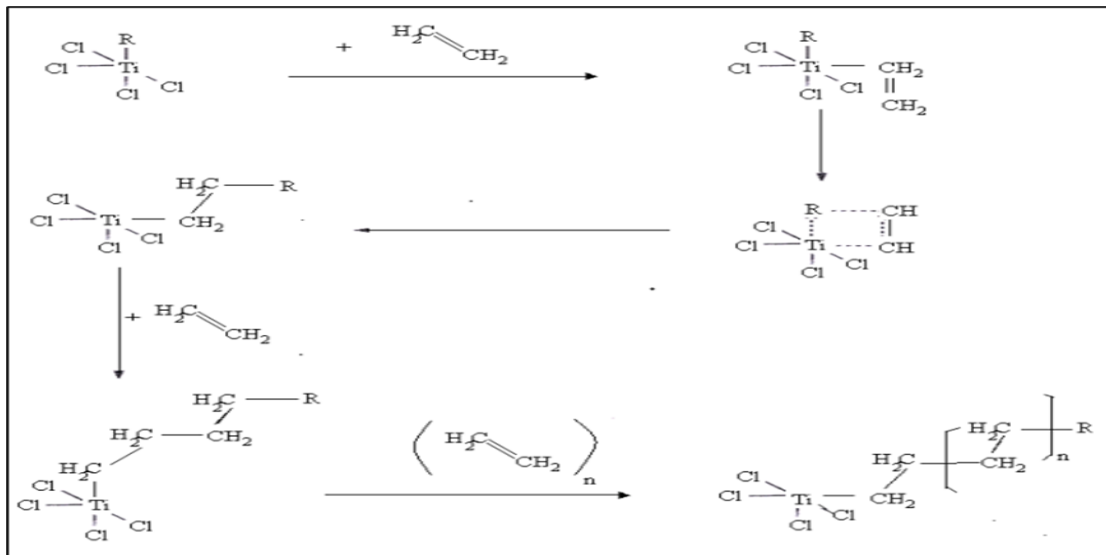 R
Cl
Cl Ti
Cl Cl
+ H2C CH2
R
Cl
Cl Ti CH2
Cl Cl CH2
H2C R
Cl
Cl Ti CH2
Cl Cl
R CH
Cl
Cl Ti CH
Cl Cl
+ H2C CH2
H2C R
H2C CH2
H2C
Cl
Cl Ti
Cl Cl
( H2C CH2 ) n
H2C R
H2C CH2 n
Cl
Cl Ti CH2
Cl Cl